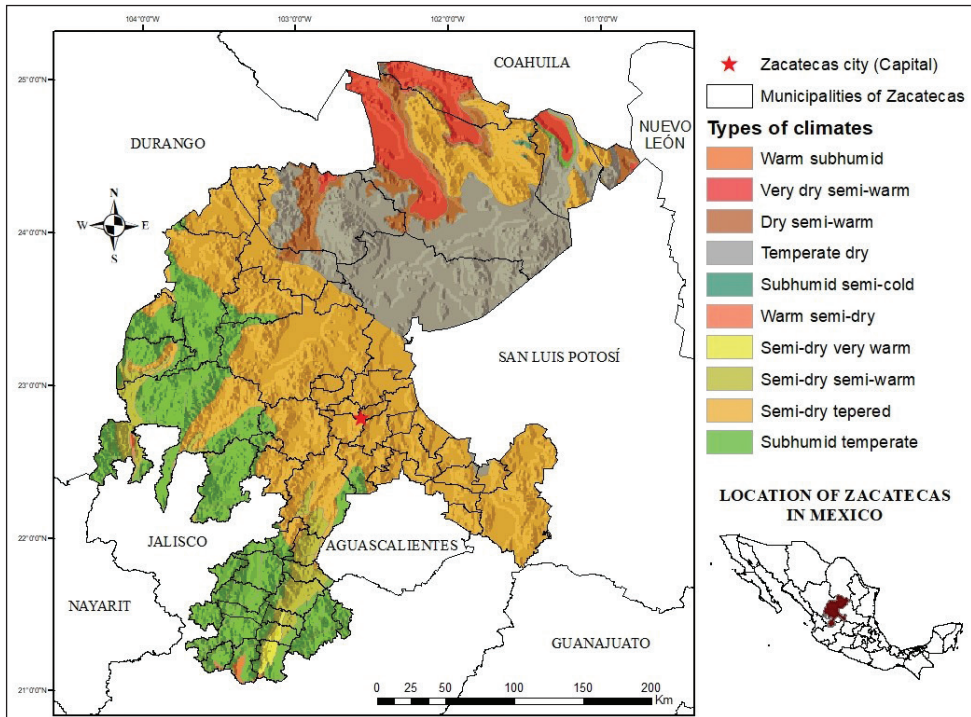 104°0'0"W
103°0'0"W
102°0'0"W
101°0'0"W
25°0'0"N
24°0'0"N
23°0'0"N
22°0'0"N
21°0'0"N
COAHUILA
DURANGO
NUEVO
LEÓN
N
W
E
S
SAN LUIS POTOSÍ
JALISCO
AGUASCALIENTES
NAYARIT
GUANAJUATO
0 25 50 100 150 200
Km
Zacatecas city (Capital)
Municipalities of Zacatecas
Types of climates
Warm subhumid
Very dry semi-warm
Dry semi-warm
Temperate dry
Subhumid semi-cold
Warm semi-dry
Semi-dry very warm
Semi-dry semi-warm
Semi-dry tepered
Subhumid temperate
LOCATION OF ZACATECAS
IN MEXICO